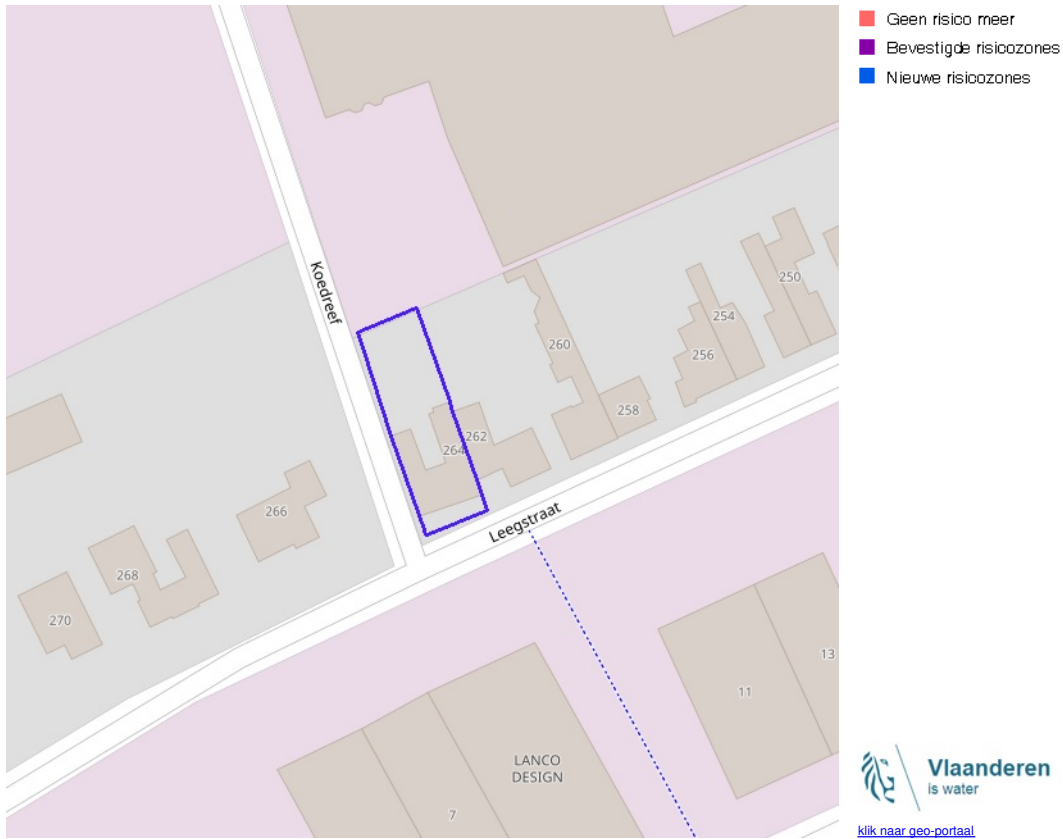 Geen risico meer
Bevestigde risicozones
Nieuwe risicozones
Koedreef
250
254
260
256
258
262
264
Leegstraat
266
268
270
13
11
LANCO
DESIGN
7
Vlaanderen
is water
klik naar geo-portaal